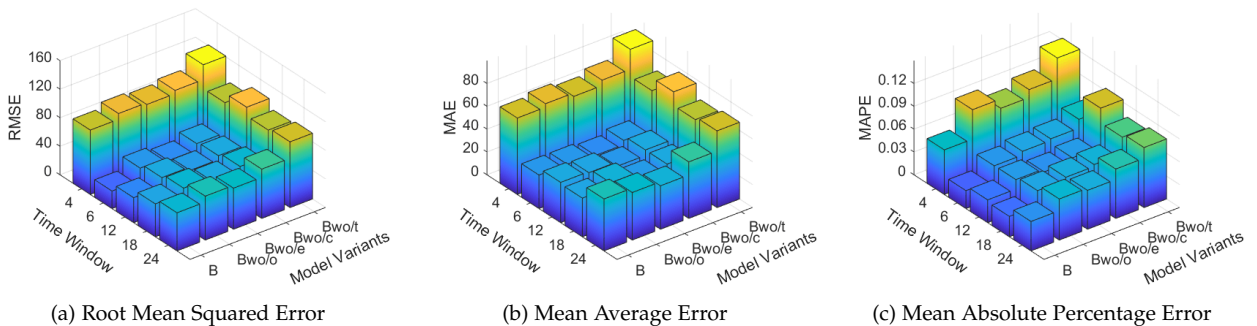 160
120
80
40
0
RMSE
4
6
12
18
24
Time Window
B
Bwo/o
Bwo/e
Bwo/c
Bwo/t
Model Variants
(a) Root Mean Squared Error
80
60
40
20
0
MAE
4
6
12
18
24
Time Window
B
Bwo/o
Bwo/e
Bwo/c
Bwo/t
Model Variants
(b) Mean Average Error
0.12
0.09
0.06
0.03
0
MAPE
4
6
12
18
24
Time Window
B
Bwo/o
Bwo/e
Bwo/c
Bwo/t
Model Variants
(c) Mean Absolute Percentage Error